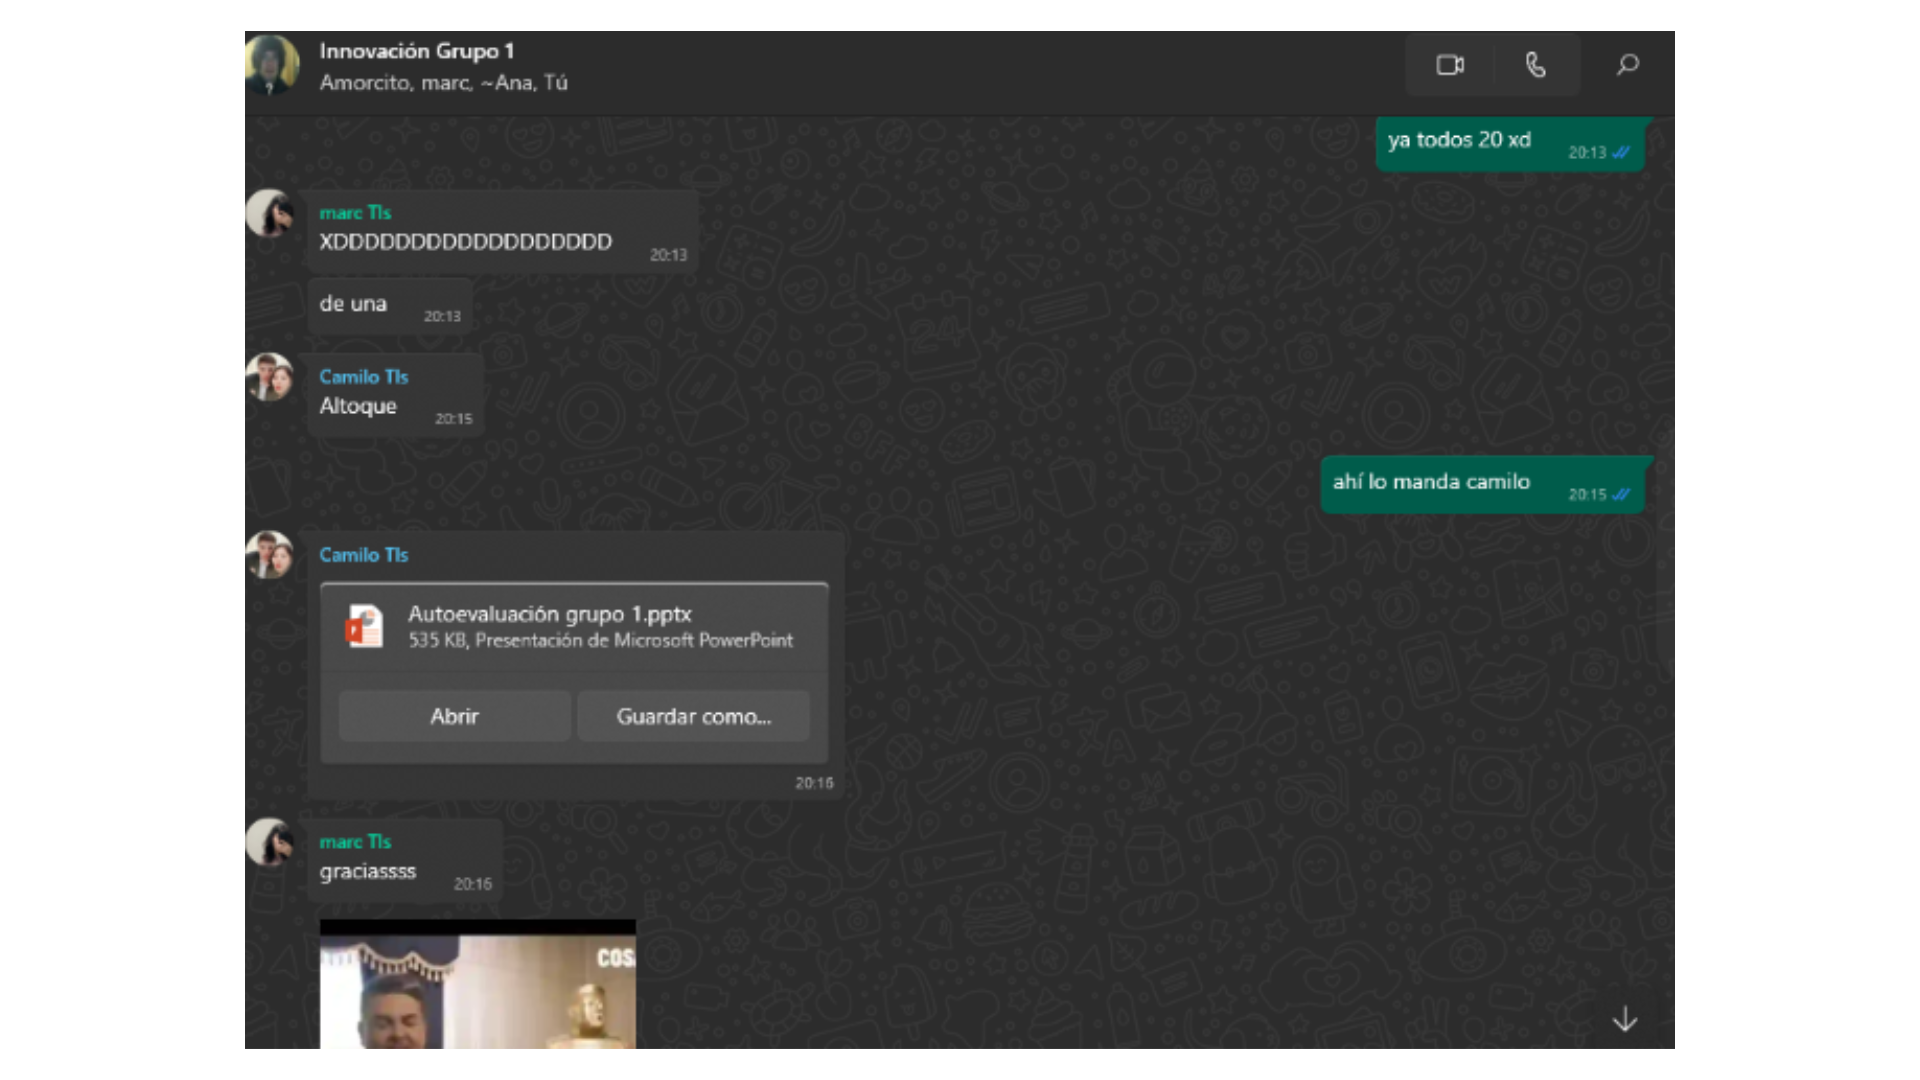 Innovación Grupo 1
Amorcito, marc, ~Ana, Tú
ya todos 20 xd
20:13
marc Tls
XDDDDDDDDDDDDDDDDDD
20:13
de una
20:13
Camilo Tls
Altoque
20:15
ahí lo manda camilo
20:15
Camilo Tls
Autoevaluación grupo 1.pptx
535 KB, Presentación de Microsoft PowerPoint
Abrir
Guardar como...
20:16
marc Tls
graciassss
20:16
COS